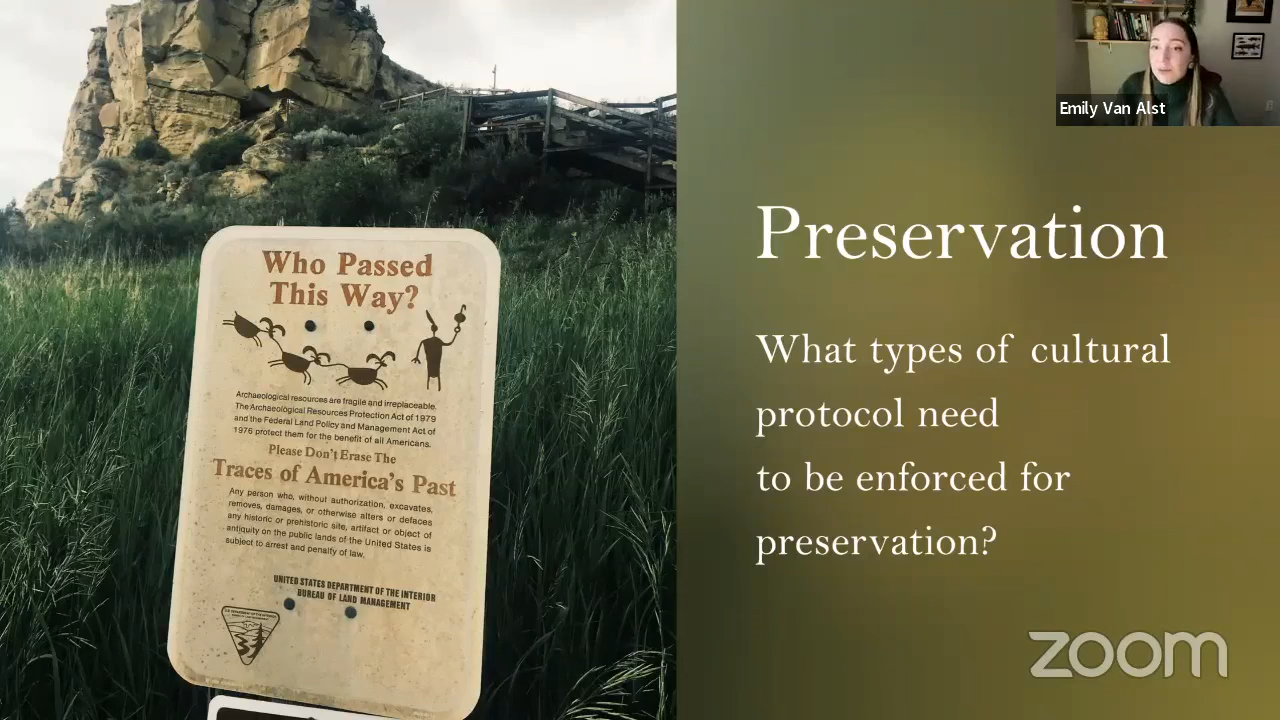 Who Passed
This Way?
Archaeological resources are fragile and irreplaceable.
The Archaeological Resources Protection Act of 1979
and the Federal Land Policy and Management Act of
1976 protect them for the benefit of all Americans.
Please Don't Erase The
Traces of America's Past
Any person who, without authorization, excavates,
removes, damages, or otherwise alters or defaces
any historic or prehistoric site, artifact or object of
antiquity on the public lands of the United States is
subject to arrest and penalty of law.
UNITED STATES DEPARTMENT OF THE INTERIOR
BUREAU OF LAND MANAGEMENT
Emily Van Alst
Preservation
What types of cultural
protocol need
to be enforced for
preservation?
zoom